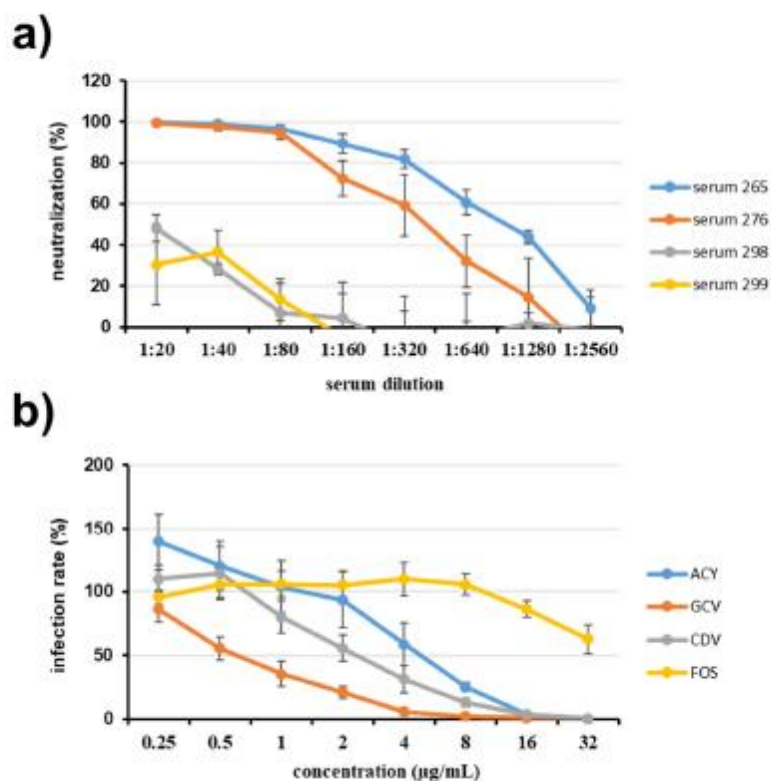 a)
120
100
80
60
40
20
0
neutralization (%)
1:20 1:40 1:80 1:160 1:320 1:640 1:1280 1:2560
serum dilution
serum 265
serum 276
serum 298
serum 299
b)
200
150
100
50
0
infection rate (%)
0.25 0.5 1 2 4 8 16 32
concentration (μg/mL)
ACY
GCV
CDV
FOS